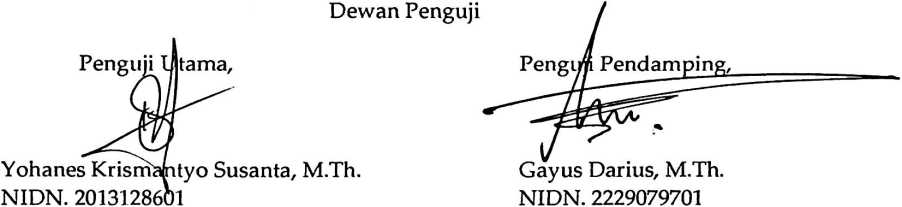 Dewan Penguji
Penguji Utama,
Penguji Pendamping,
Yohanes Krismantyo Susanta, M.Th.
Gayus Darius, M.Th.
NIDN. 2013128601
NIDN. 2229079701